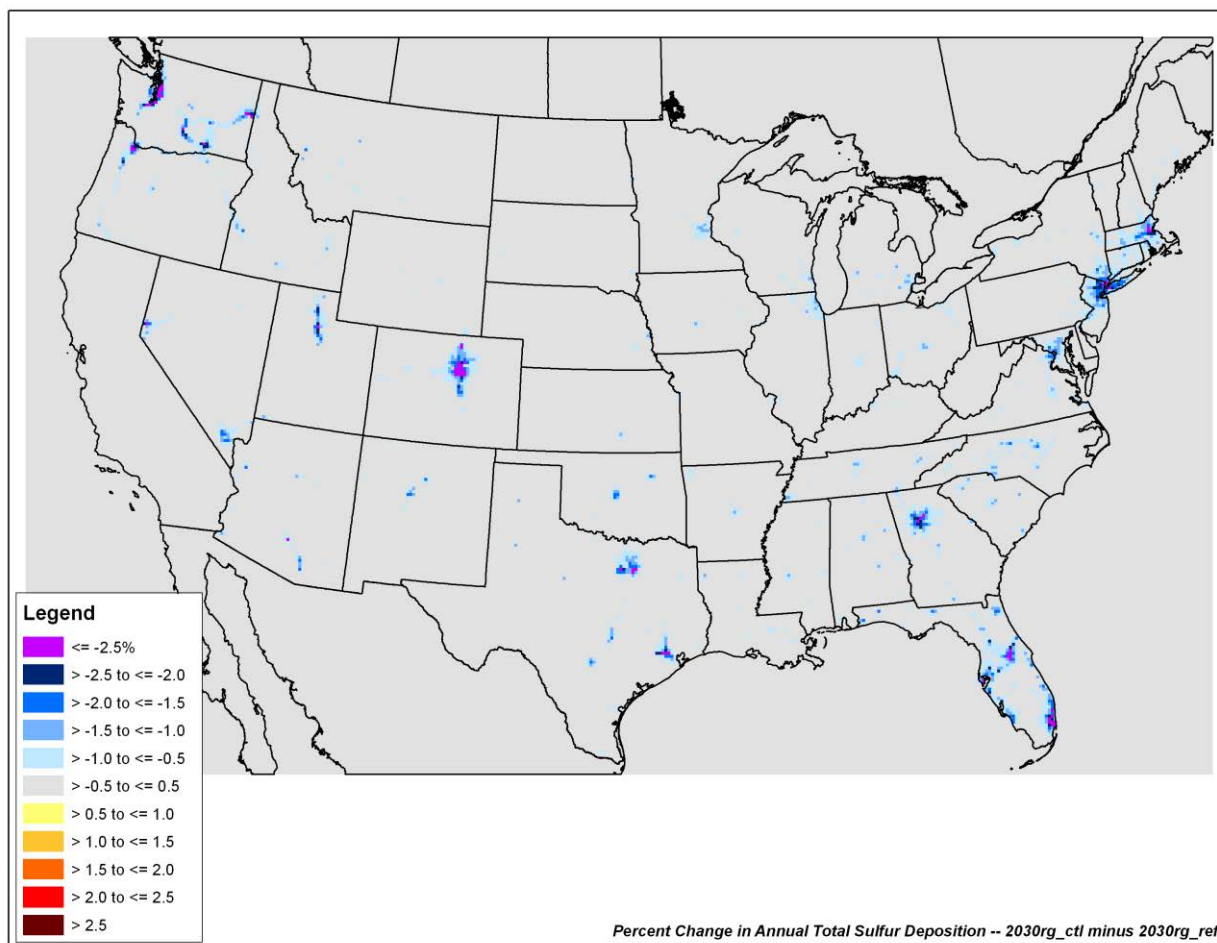 Legend
<= -2.5%
> -2.5 to <= -2.0
> -2.0 to <= -1.5
> -1.5 to <= -1.0
> -1.0 to <= -0.5
> -0.5 to <= 0.5
> 0.5 to <= 1.0
> 1.0 to <= 1.5
> 1.5 to <= 2.0
> 2.0 to <= 2.5
> 2.5
Percent Change in Annual Total Sulfur Deposition -- 2030rg_ctl minus 2030rg_ref